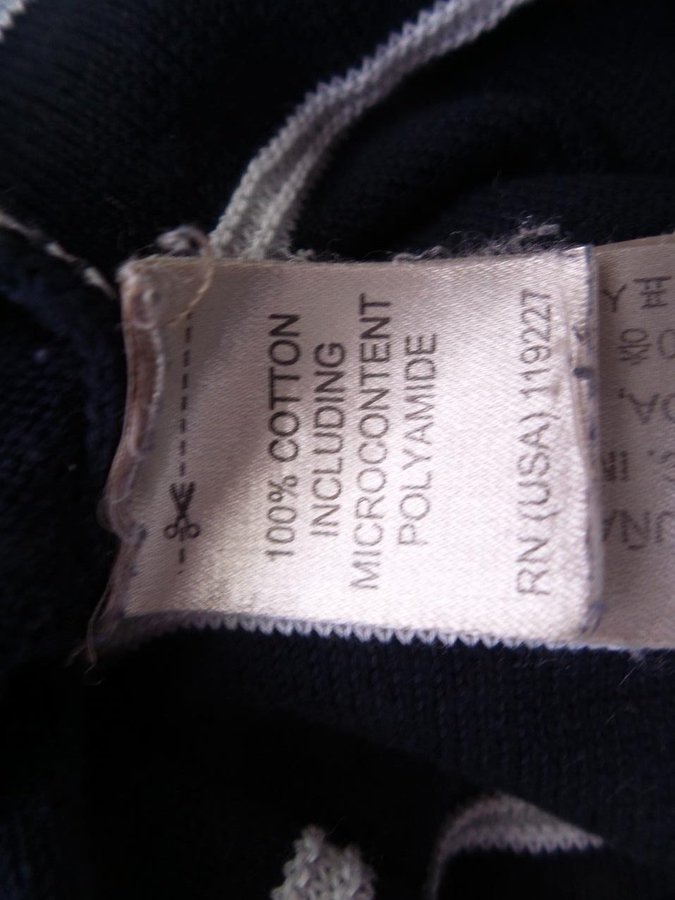 100% COTTON
INCLUDING
MICROCONTENT
POLYAMIDE
RN (USA) 119227